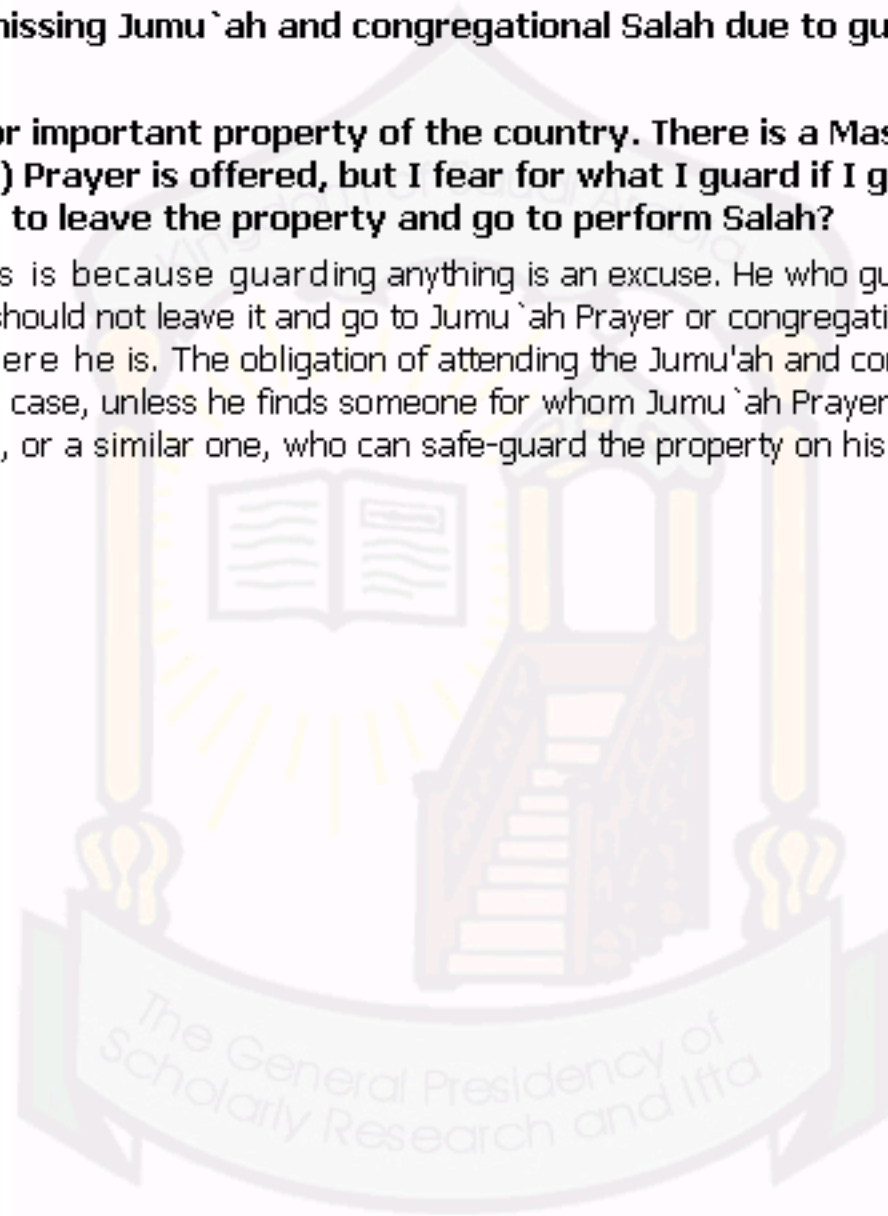 missing Jumu`ah and congregational Salah due to gu
or important property of the country. There is a Mas
) Prayer is offered, but I fear for what I guard if I g
to leave the property and go to perform Salah?
s is because guarding anything is an excuse. He who gu
should not leave it and go to Jumu`ah Prayer or congregati
ere he is. The obligation of attending the Jumu'ah and co
case, unless he finds someone for whom Jumu`ah Prayer
, or a similar one, who can safe-guard the property on his
Kingdom of Saudi Arabia
The General Presidency of
Scholarly Research and Ifta